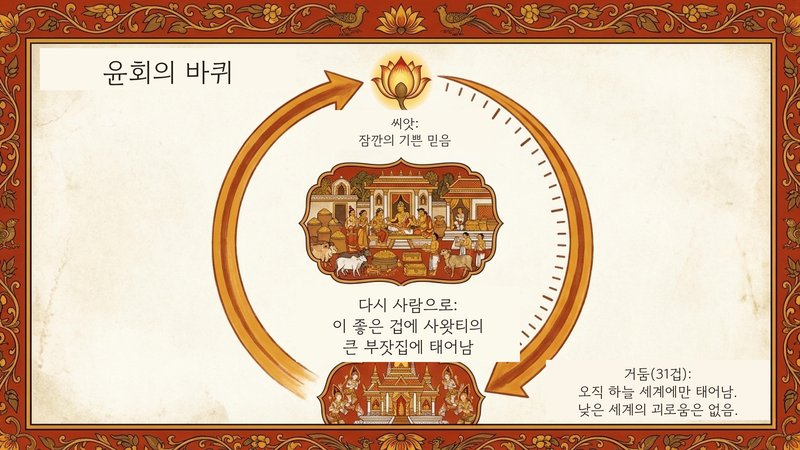 윤회의 바퀴
씨앗:
잠깐의 기쁜 믿음
다시 사람으로:
이 좋은 겁에 사왓티의
큰 부잣집에 태어남
거둠(31겁):
오직 하늘 세계에만 태어남.
낮은 세계의 괴로움은 없음.